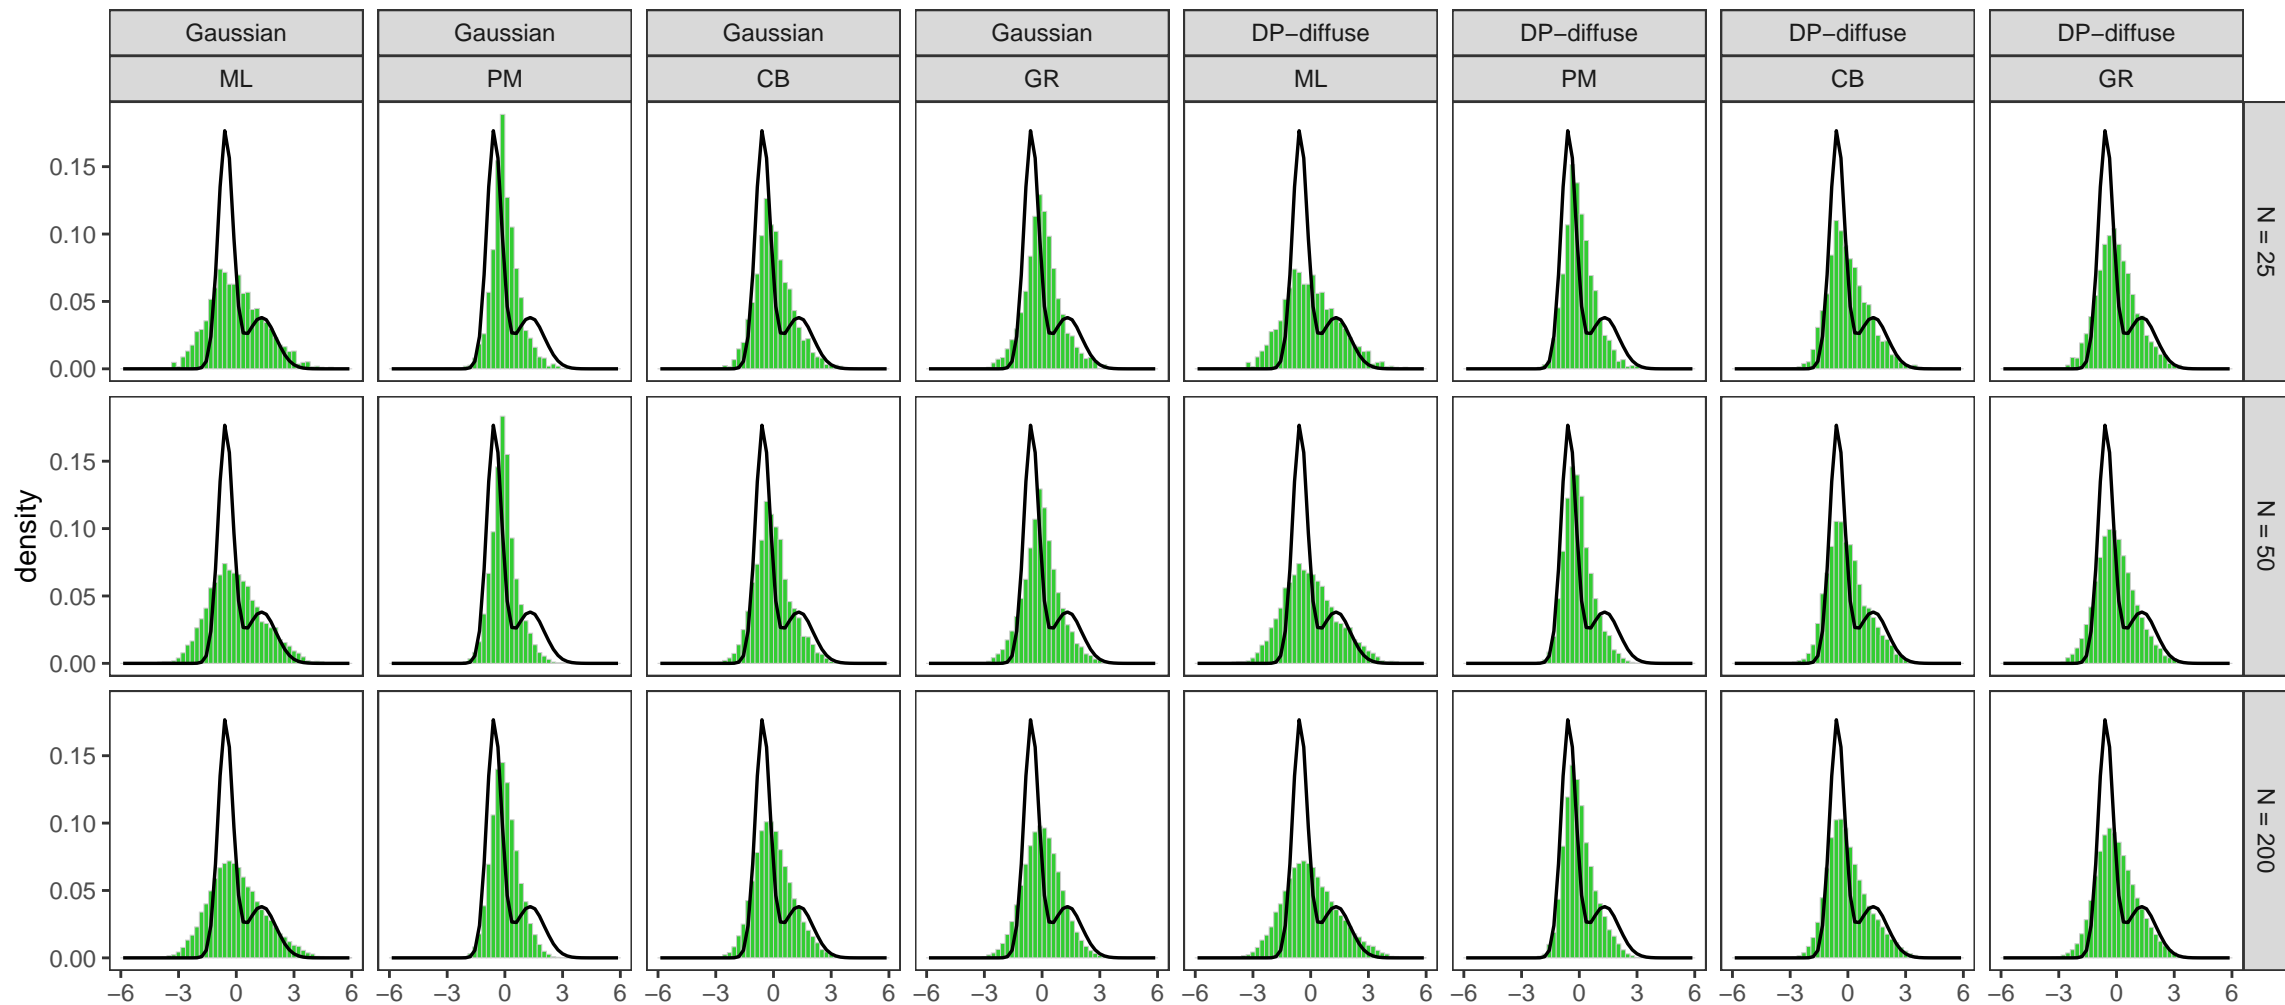 Gaussian Gaussian Gaussian Gaussian DP−diffuse DP−diffuse DP−diffuse DP−diffuse
ML PM CB GR ML PM CB GR
0.15
0.10
0.05
0.00
N = 25
0.15
0.10
0.05
0.00
N = 50
density
0.15
0.10
0.05
0.00
N = 200
−6 −3 0 3 6 −6 −3 0 3 6 −6 −3 0 3 6 −6 −3 0 3 6 −6 −3 0 3 6 −6 −3 0 3 6 −6 −3 0 3 6 −6 −3 0 3 6